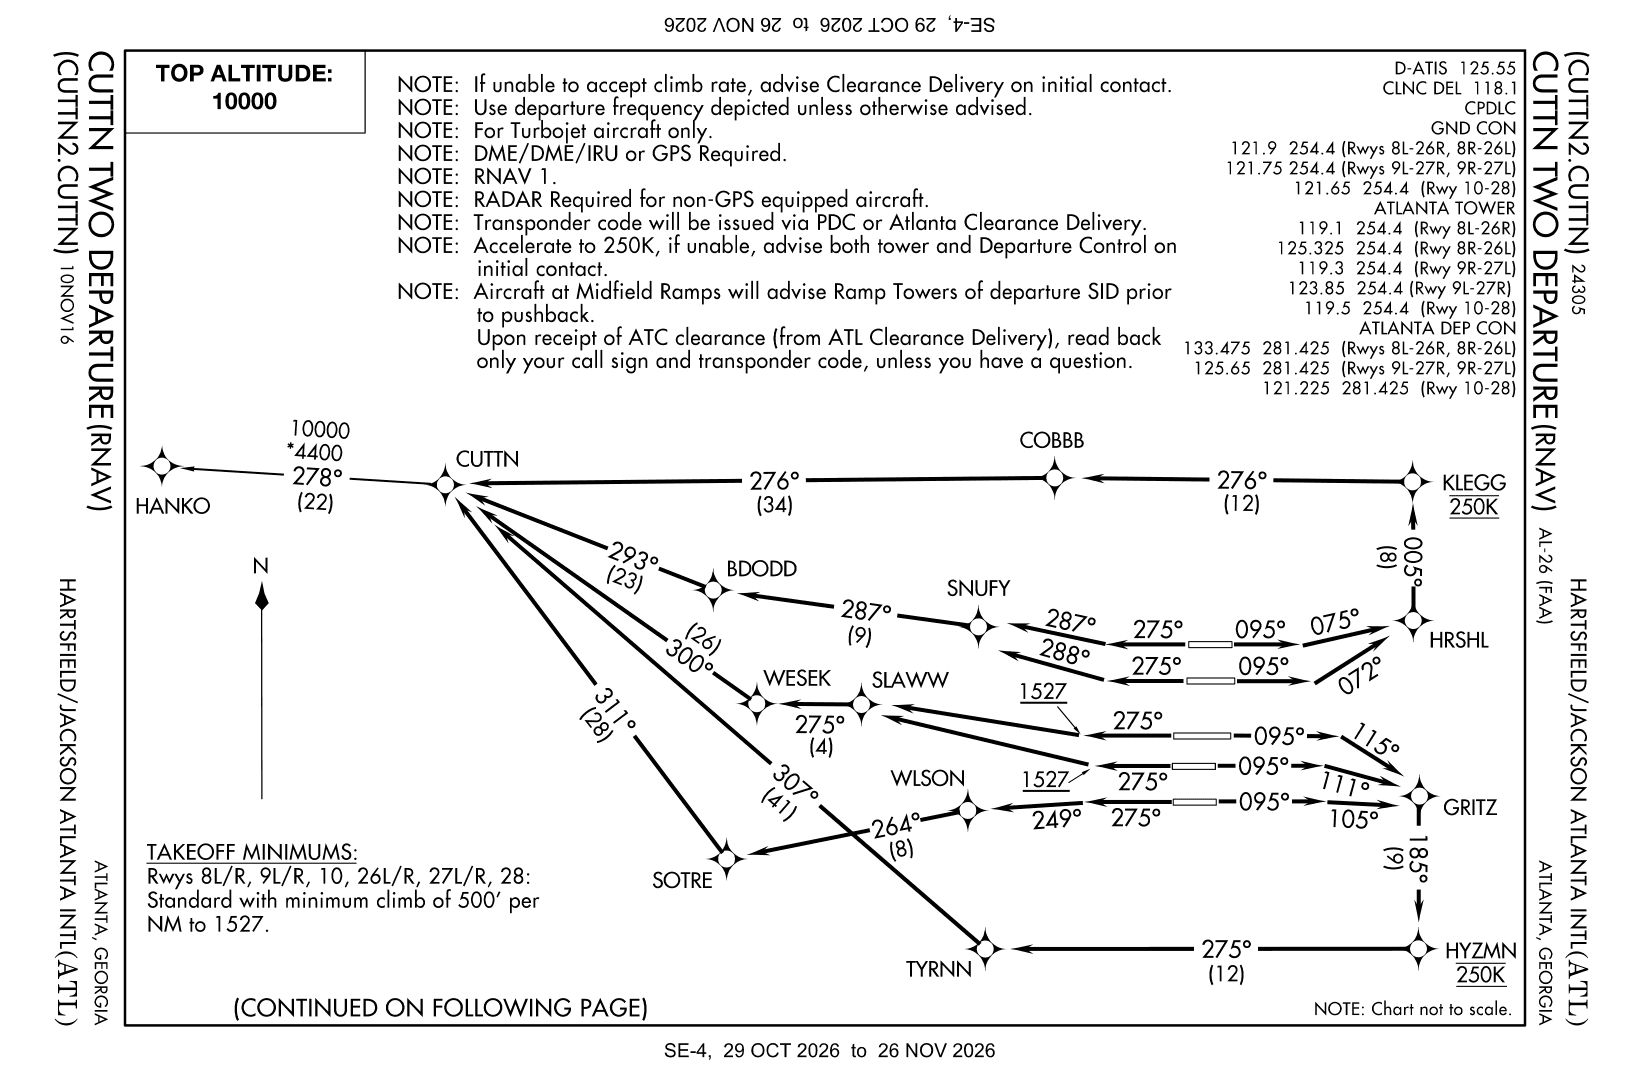 SE-4, 29 OCT 2026 to 26 NOV 2026
(CUTTN2.CUTTN) 10NOV16
CUTTN TWO DEPARTURE (RNAV)
HARTSFIELD/JACKSON ATLANTA INTL (ATL)
ATLANTA, GEORGIA
TOP ALTITUDE:
10000
NOTE: If unable to accept climb rate, advise Clearance Delivery on initial contact.
NOTE: Use departure frequency depicted unless otherwise advised.
NOTE: For Turbojet aircraft only.
NOTE: DME/DME/IRU or GPS Required.
NOTE: RNAV 1.
NOTE: RADAR Required for non-GPS equipped aircraft.
NOTE: Transponder code will be issued via PDC or Atlanta Clearance Delivery.
NOTE: Accelerate to 250K, if unable, advise both tower and Departure Control on
initial contact.
NOTE: Aircraft at Midfield Ramps will advise Ramp Towers of departure SID prior
to pushback.
Upon receipt of ATC clearance (from ATL Clearance Delivery), read back
only your call sign and transponder code, unless you have a question.
D-ATIS 125.55
CLNC DEL 118.1
CPDLC
GND CON
121.9 254.4 (Rwys 8L-26R, 8R-26L)
121.75 254.4 (Rwys 9L-27R, 9R-27L)
121.65 254.4 (Rwy 10-28)
ATLANTA TOWER
119.1 254.4 (Rwy 8L-26R)
125.325 254.4 (Rwy 8R-26L)
119.3 254.4 (Rwy 9R-27L)
123.85 254.4 (Rwy 9L-27R)
119.5 254.4 (Rwy 10-28)
ATLANTA DEP CON
133.475 281.425 (Rwys 8L-26R, 8R-26L)
125.65 281.425 (Rwys 9L-27R, 9R-27L)
121.225 281.425 (Rwy 10-28)
10000
*4400
278°
(22)
HANKO
CUTTN
276°
(34)
COBBB
276°
(12)
KLEGG
250K
005°
(8)
293°
(23)
BDODD
287°
(9)
SNUFY
287°
275°
095°
075°
HRSHL
288°
275°
095°
072°
N
(26)
300°
WESEK
275°
(4)
SLAWW
1527
275°
095°
115°
1527
275°
095°
111°
311°
(28)
307°
(41)
WLSON
249°
275°
095°
105°
GRITZ
264°
(8)
SOTRE
185°
(9)
TYRNN
275°
(12)
HYZMN
250K
TAKEOFF MINIMUMS:
Rwys 8L/R, 9L/R, 10, 26L/R, 27L/R, 28:
Standard with minimum climb of 500′ per
NM to 1527.
(CONTINUED ON FOLLOWING PAGE)
NOTE: Chart not to scale.
CUTTN TWO DEPARTURE (RNAV)
(CUTTN2.CUTTN) 24305
AL-26 (FAA)
HARTSFIELD/JACKSON ATLANTA INTL (ATL)
ATLANTA, GEORGIA
SE-4, 29 OCT 2026 to 26 NOV 2026